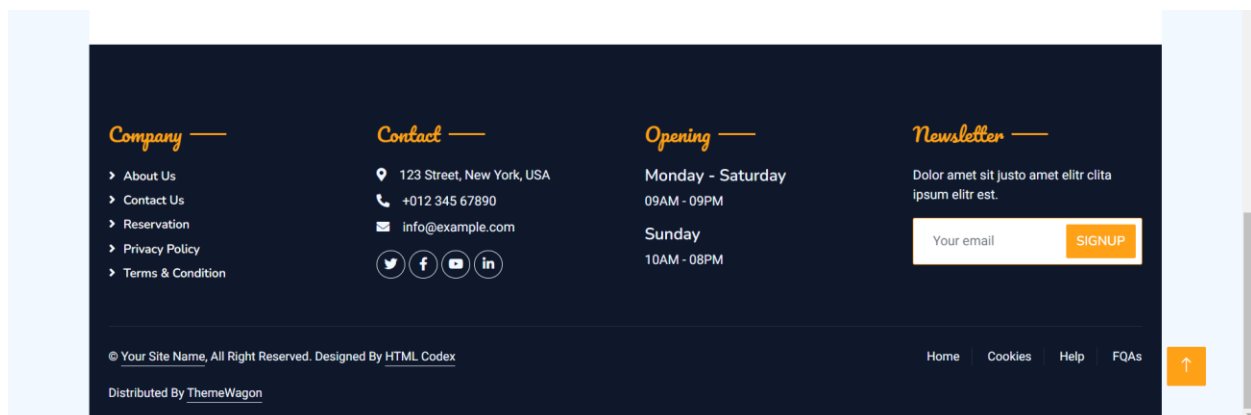 Company
About Us
Contact Us
Reservation
Privacy Policy
Terms & Condition
Contact
123 Street, New York, USA
+012 345 67890
info@example.com
Opening
Monday - Saturday
09AM - 09PM
Sunday
10AM - 08PM
Newsletter
Dolor amet sit justo amet elitr clita
ipsum elitr est.
Your email SIGNUP
© Your Site Name, All Right Reserved. Designed By HTML Codex
Distributed By ThemeWagon
Home Cookies Help FQAs